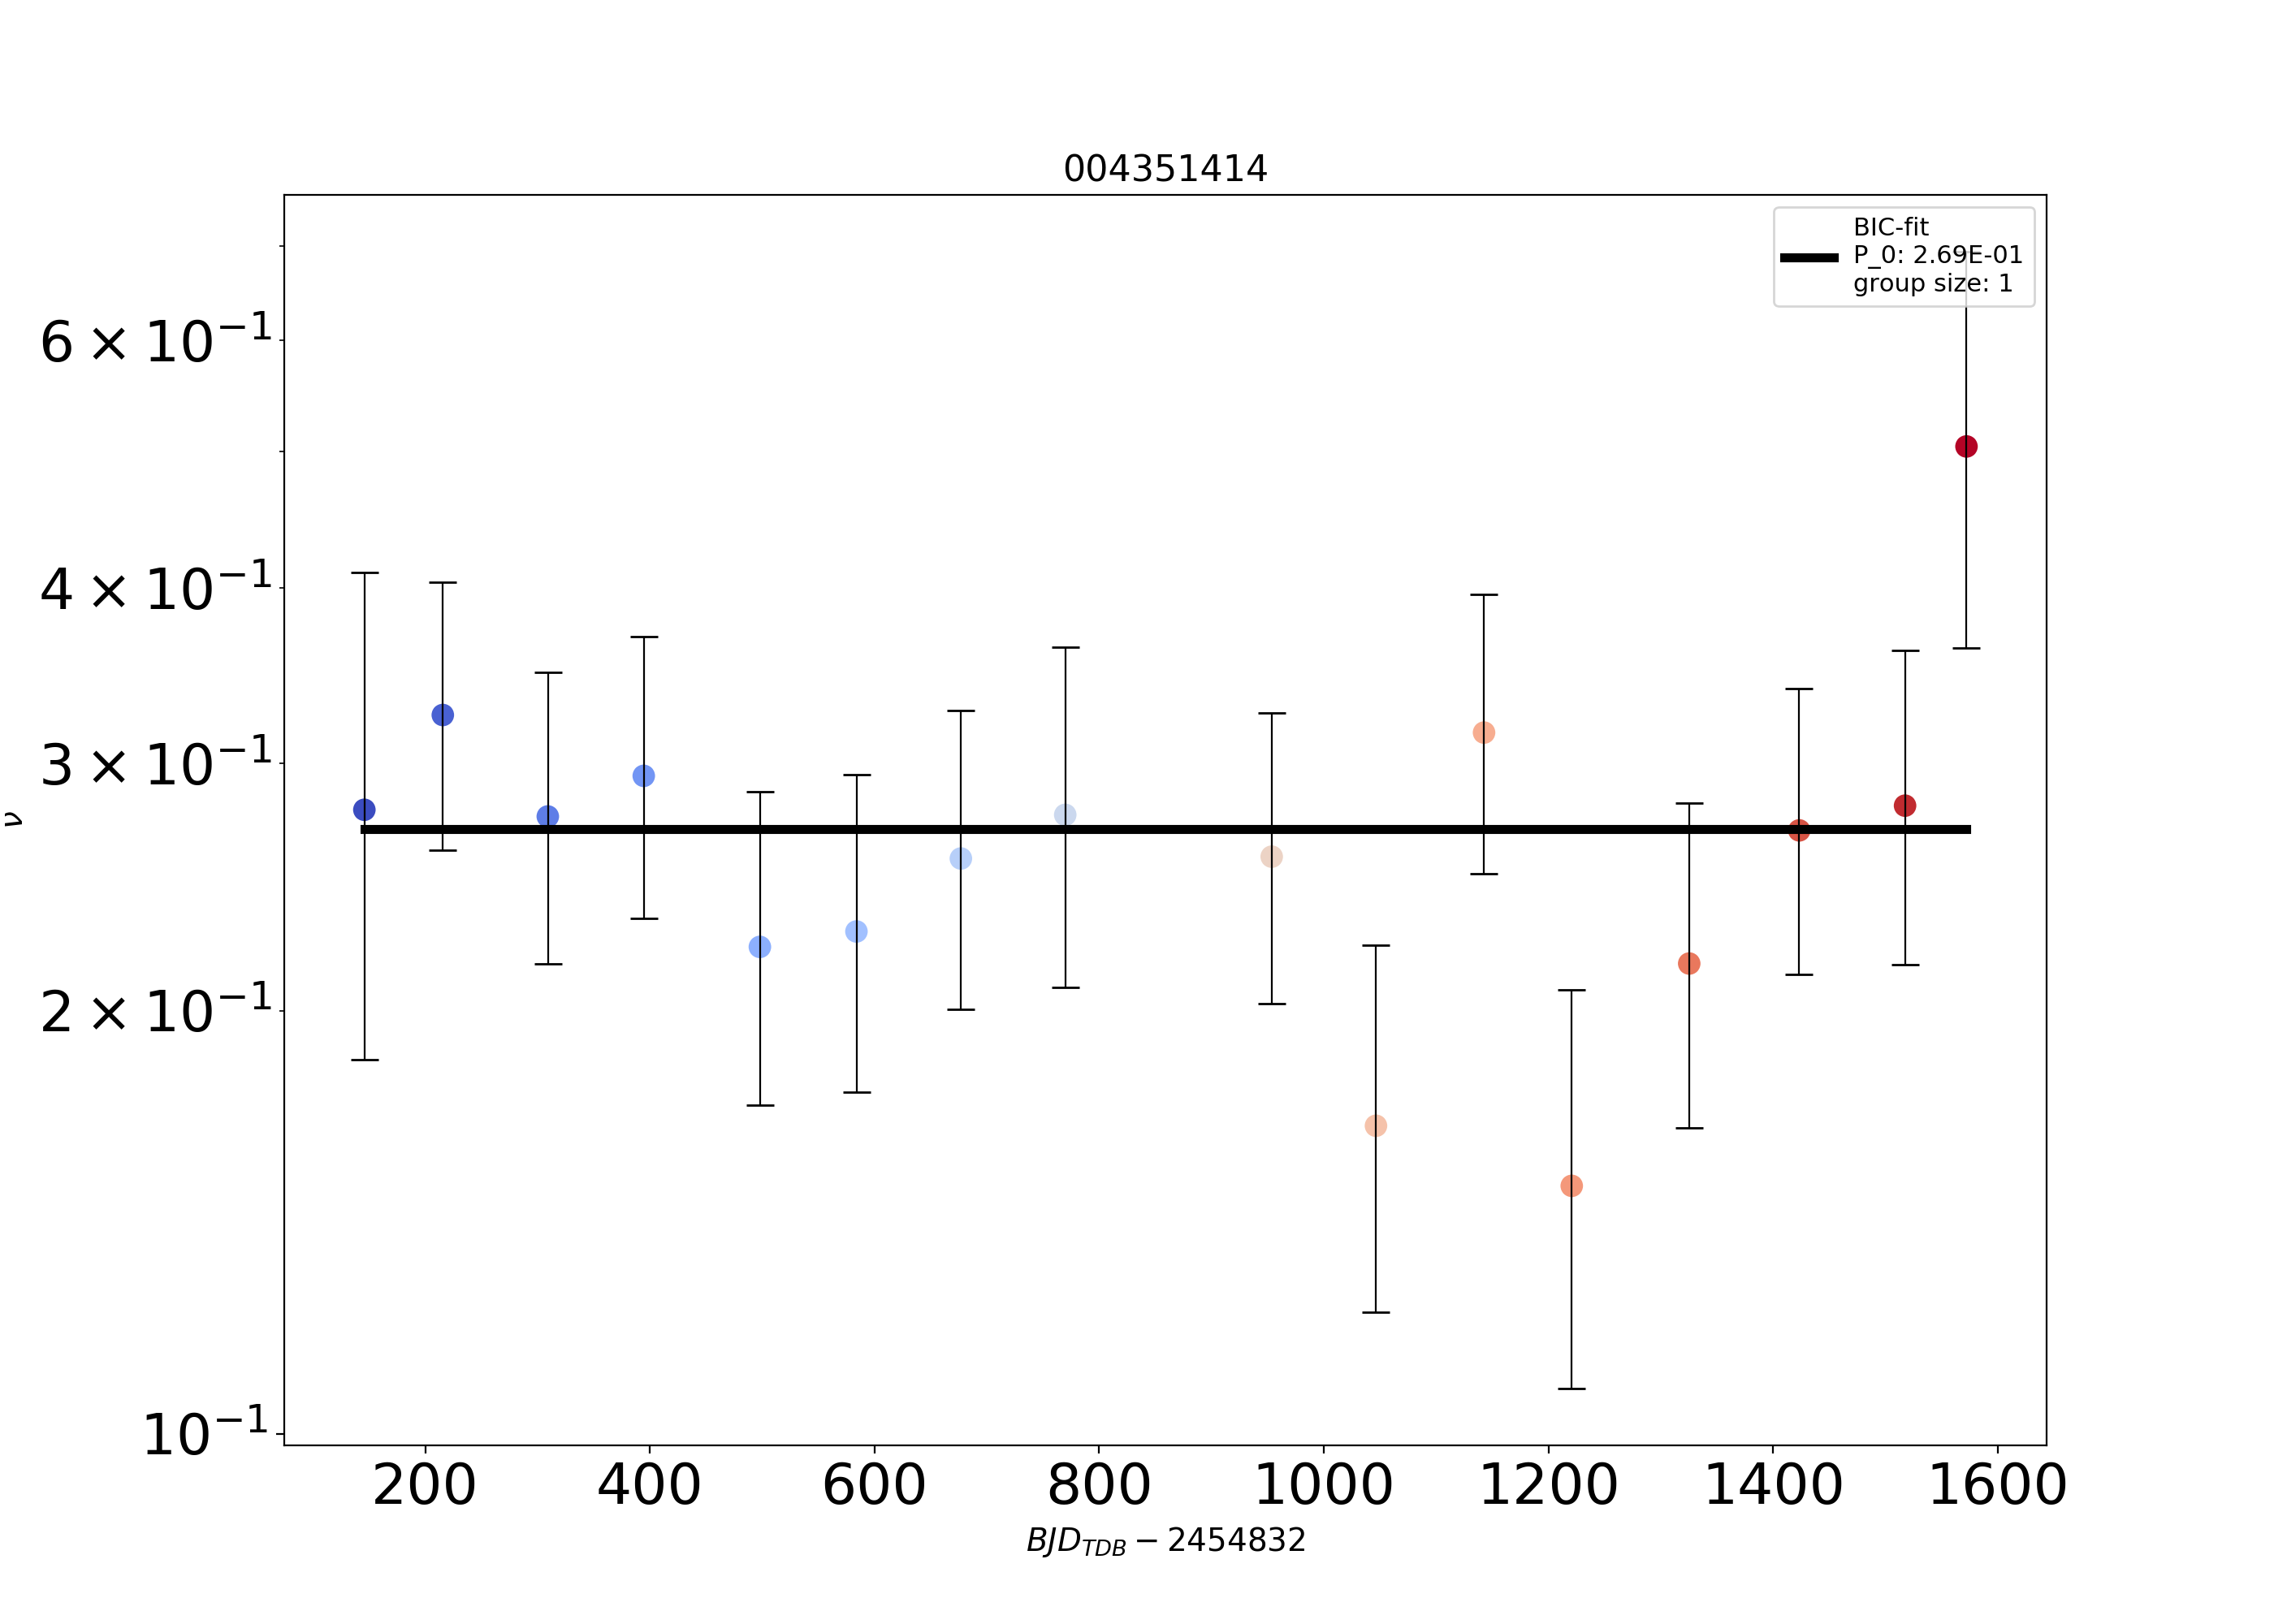 004351414
BIC-fit
P_0: 2.69E-01
group size: 1
6 × 10⁻¹
4 × 10⁻¹
3 × 10⁻¹
2 × 10⁻¹
10⁻¹
ν
200 400 600 800 1000 1200 1400 1600
BJD_TDB − 2454832